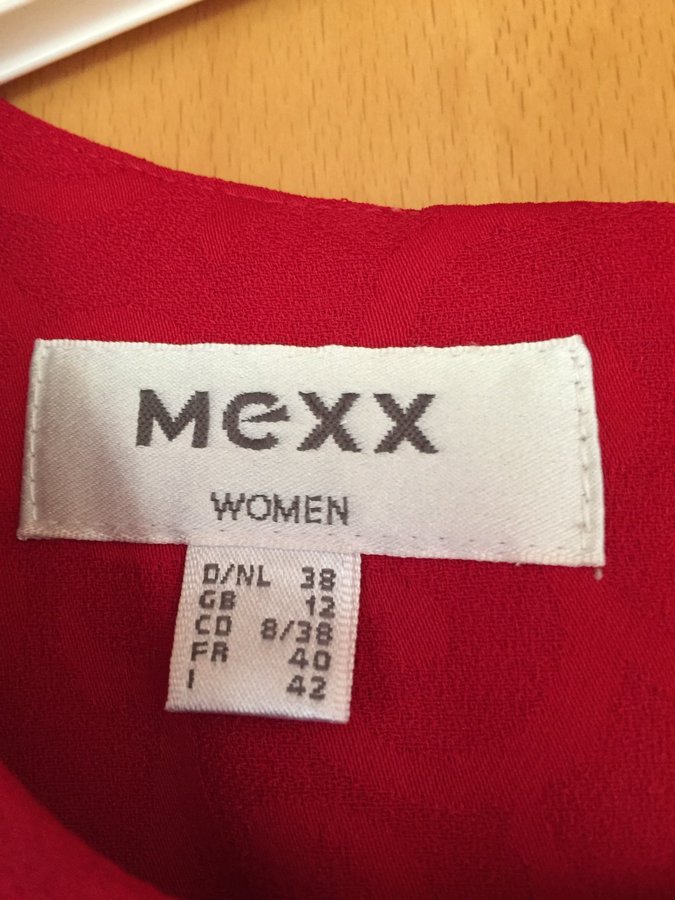 Mexx
WOMEN
D/NL 38
GB 12
CD 8/38
FR 40
I 42